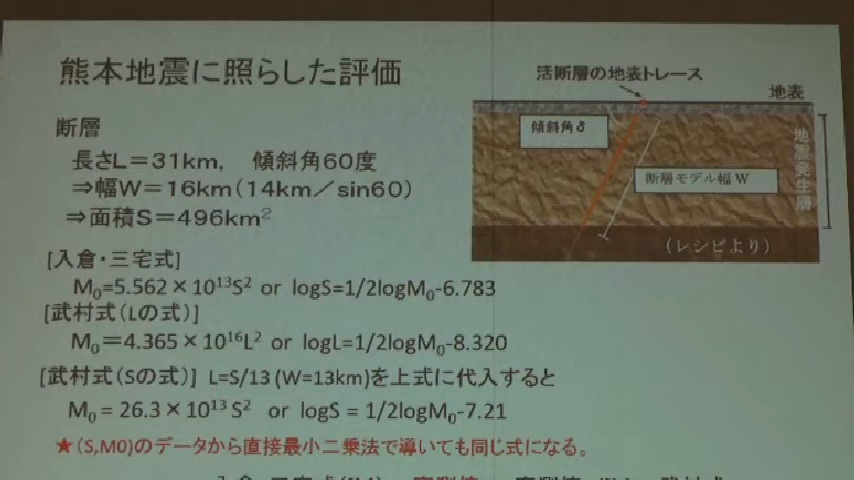 熊本地震に照らした評価
断層
長さL＝31km, 傾斜角60度
⇒幅W＝16km(14km／sin60)
⇒面積S＝496km²
[入倉・三宅式]
M₀=5.562×10¹³S² or logS=1/2logM₀-6.783
[武村式(Lの式)]
M₀＝4.365×10¹⁶L² or logL=1/2logM₀-8.320
[武村式(Sの式)] L=S/13 (W=13km)を上式に代入すると
M₀ = 26.3×10¹³ S² or logS = 1/2logM₀-7.21
★(S,M0)のデータから直接最小二乗法で導いても同じ式になる。
活断層の地表トレース
地表
傾斜角δ
断層モデル幅W
地震発生層
(レシピより)